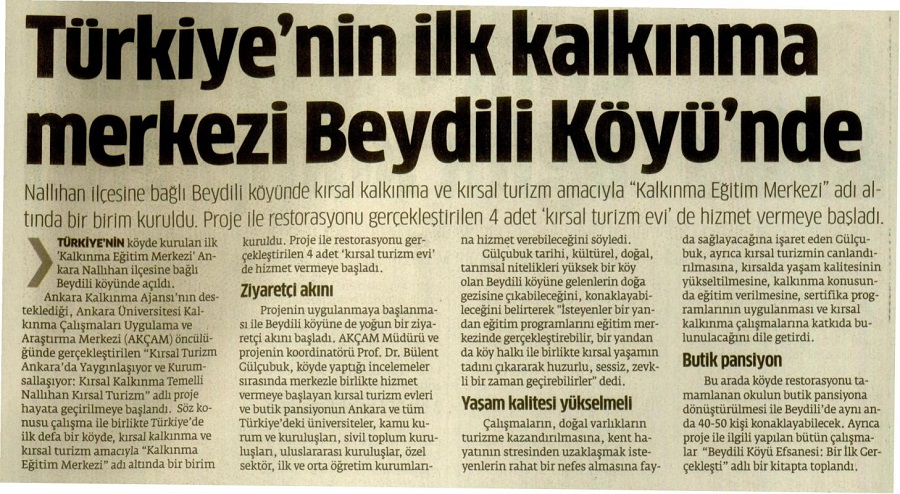 Türkiye'nin ilk kalkınma
merkezi Beydili Köyü'nde
Nallıhan ilçesine bağlı Beydili köyünde kırsal kalkınma ve kırsal turizm amacıyla "Kalkınma Eğitim Merkezi" adı al-
tında bir birim kuruldu. Proje ile restorasyonu gerçekleştirilen 4 adet 'kırsal turizm evi' de hizmet vermeye başladı.
TÜRKİYE'NİN köyde kurulan ilk
'Kalkınma Eğitim Merkezi' An-
kara Nallıhan ilçesine bağlı
Beydili köyünde açıldı.
Ankara Kalkınma Ajansı'nın des-
teklediği, Ankara Üniversitesi Kal-
kınma Çalışmaları Uygulama ve
Araştırma Merkezi (AKÇAM) öncülü-
ğünde gerçekleştirilen "Kırsal Turizm
Ankara'da Yaygınlaşıyor ve Kurum-
sallaşıyor: Kırsal Kalkınma Temelli
Nallıhan Kırsal Turizm" adlı proje
hayata geçirilmeye başlandı. Söz ko-
nusu çalışma ile birlikte Türkiye'de
ilk defa bir köyde, kırsal kalkınma ve
kırsal turizm amacıyla "Kalkınma
Eğitim Merkezi" adı altında bir birim
kuruldu. Proje ile restorasyonu ger-
çekleştirilen 4 adet 'kırsal turizm evi'
de hizmet vermeye başladı.
Ziyaretçi akını
Projenin uygulanmaya başlanma-
sı ile Beydili köyüne de yoğun bir ziya-
retçi akını başladı. AKÇAM Müdürü ve
projenin koordinatörü Prof. Dr. Bülent
Gülçubuk, köyde yaptığı incelemeler
sırasında merkezle birlikte hizmet
vermeye başlayan kırsal turizm evleri
ve butik pansiyonun Ankara ve tüm
Türkiye'deki üniversiteler, kamu ku-
rum ve kuruluşları, sivil toplum kuru-
luşları, uluslararası kuruluşlar, özel
sektör, ilk ve orta öğretim kurumları-
na hizmet verebileceğini söyledi.
Gülçubuk tarihi, kültürel, doğal,
tarımsal nitelikleri yüksek bir köy
olan Beydili köyüne gelenlerin doğa
gezisine çıkabileceğini, konaklayabi-
leceğini belirterek "İsteyenler bir yan-
dan eğitim programlarını eğitim mer-
kezinde gerçekleştirebilir, bir yandan
da köy halkı ile birlikte kırsal yaşamın
tadını çıkararak huzurlu, sessiz, zevk-
li bir zaman geçirebilirler" dedi.
Yaşam kalitesi yükselmeli
Çalışmaların, doğal varlıkların
turizme kazandırılmasına, kent ha-
yatının stresinden uzaklaşmak iste-
yenlerin rahat bir nefes almasına fay-
da sağlayacağına işaret eden Gülçu-
buk, ayrıca kırsal turizmin canlandı-
rılmasına, kırsalda yaşam kalitesinin
yükseltilmesine, kalkınma konusun-
da eğitim verilmesine, sertifika prog-
ramlarının uygulanması ve kırsal
kalkınma çalışmalarına katkıda bu-
lunulacağını dile getirdi.
Butik pansiyon
Bu arada köyde restorasyonu ta-
mamlanan okulun butik pansiyona
dönüştürülmesi ile Beydili'de aynı an-
da 40-50 kişi konaklayabilecek. Ayrıca
proje ile ilgili yapılan bütün çalışma-
lar "Beydili Köyü Efsanesi: Bir İlk Ger-
çekleşti" adlı bir kitapta toplandı.